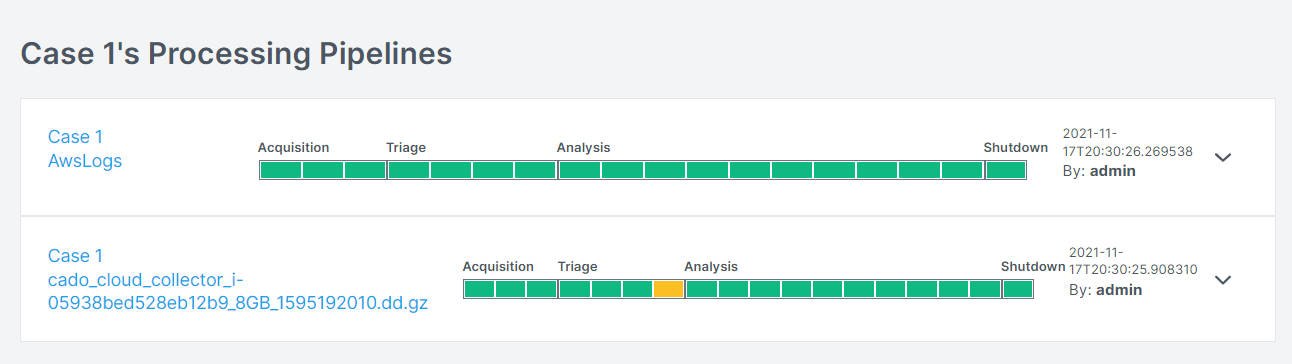 Case 1's Processing Pipelines
Case 1
AwsLogs
Acquisition
Triage
Analysis
Shutdown
2021-11-
17T20:30:26.269538
By: admin
Case 1
cado_cloud_collector_i-
05938bed528eb12b9_8GB_1595192010.dd.gz
Acquisition
Triage
Analysis
Shutdown
2021-11-
17T20:30:25.908310
By: admin